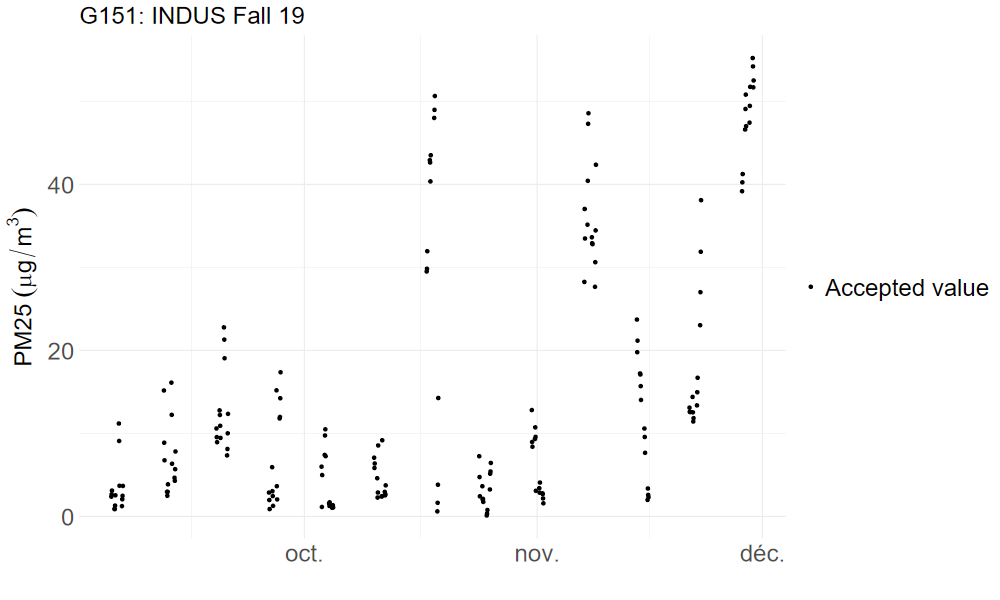 G151: INDUS Fall 19
PM25 (μg/m³)
40
20
0
oct.
nov.
déc.
Accepted value